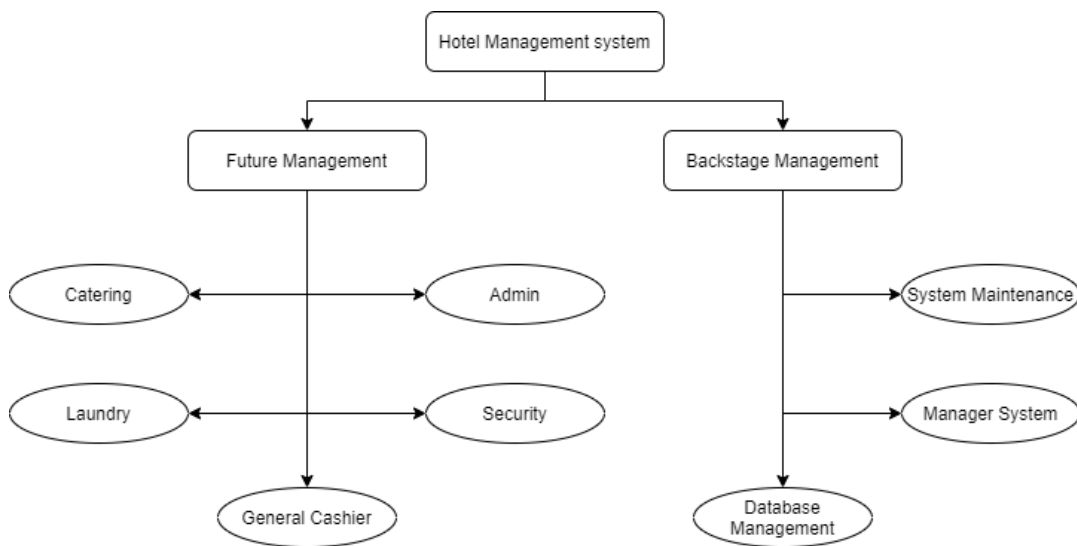 Hotel Management system
Future Management
Backstage Management
Catering
Admin
System Maintenance
Laundry
Security
Manager System
General Cashier
Database
Management